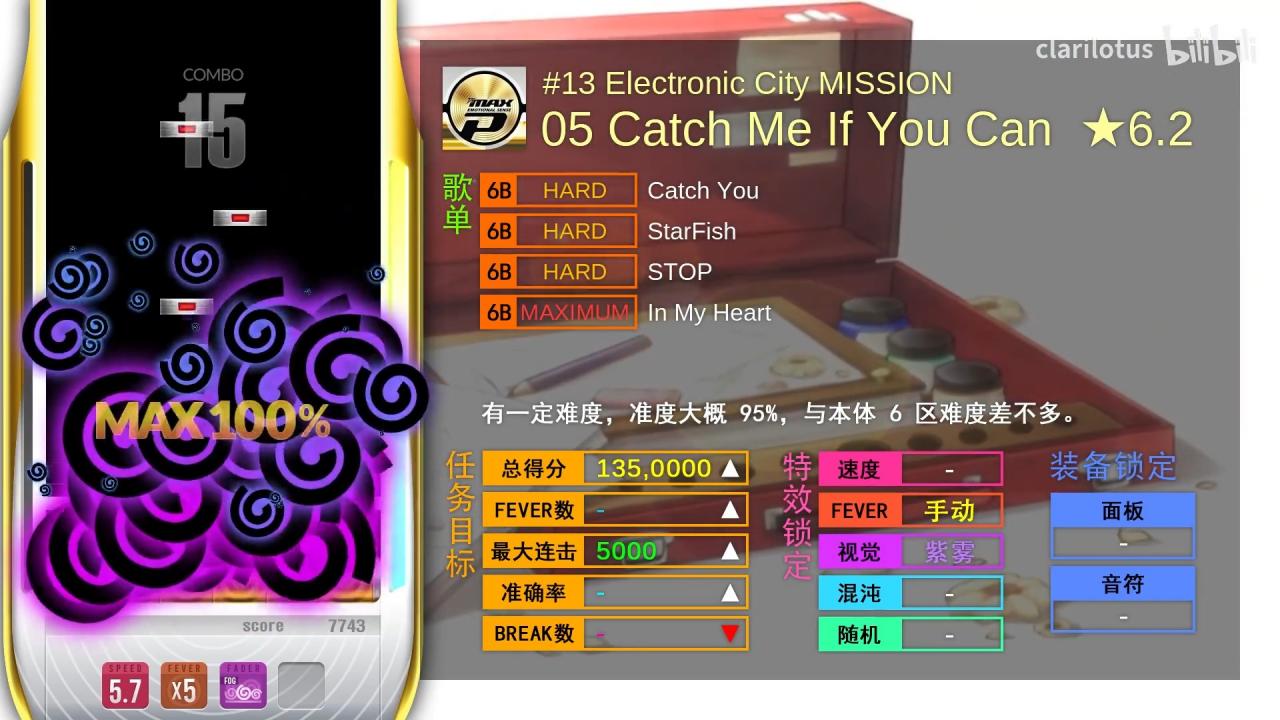 COMBO
15
MAX 100%
score 7743
SPEED 5.7
FEVER x5
FADER FOG
clarilotus bilibili
MAX
EMOTIONAL SENSE
P
#13 Electronic City MISSION
05 Catch Me If You Can ★6.2
歌单
6B HARD Catch You
6B HARD StarFish
6B HARD STOP
6B MAXIMUM In My Heart
有一定难度，准度大概 95%，与本体 6 区难度差不多。
任务目标
总得分 135,0000 ▲
FEVER数 - ▲
最大连击 5000 ▲
准确率 - ▲
BREAK数 - ▼
特效锁定
速度 -
FEVER 手动
视觉 紫雾
混沌 -
随机 -
装备锁定
面板
-
音符
-